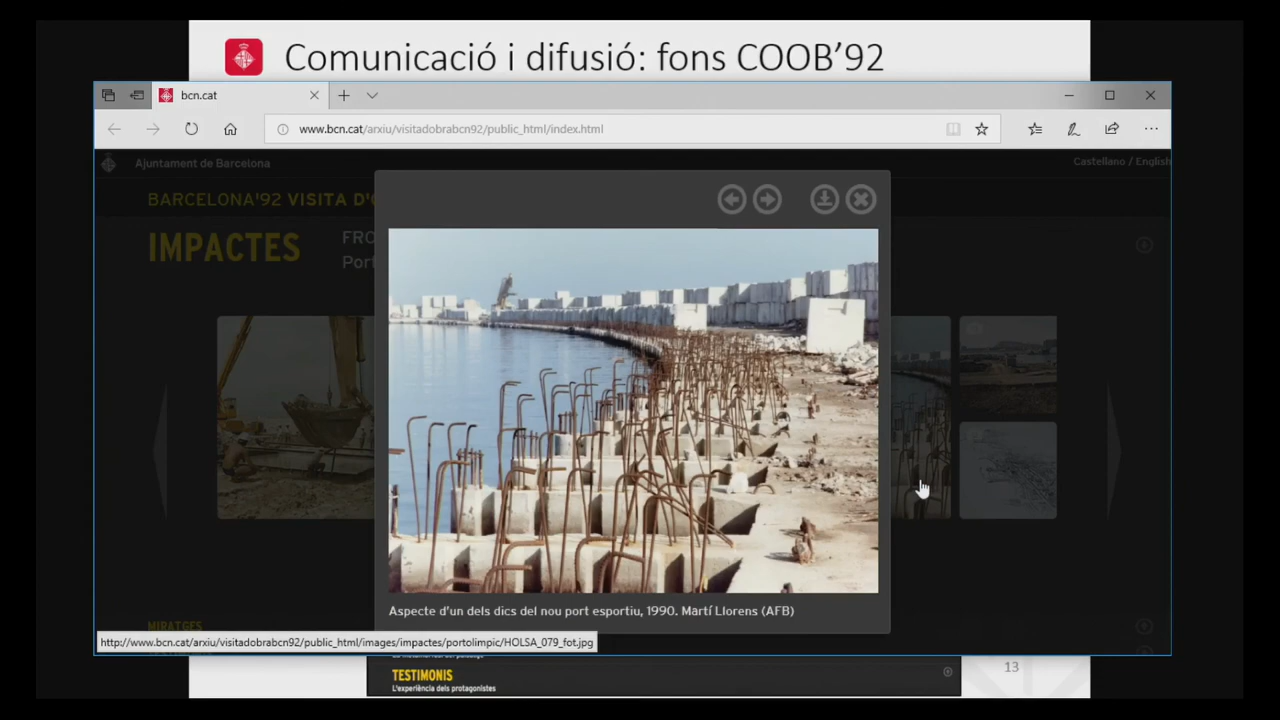 Comunicació i difusió: fons COOB’92
bcn.cat
www.bcn.cat/arxiu/visitadobrabcn92/public_html/index.html
Ajuntament de Barcelona
Castellano / English
BARCELONA'92 VISITA D'
IMPACTES
FRO
Port
Aspecte d'un dels dics del nou port esportiu, 1990. Martí Llorens (AFB)
MIRATGES
http://www.bcn.cat/arxiu/visitadobrabcn92/public_html/images/impactes/portolimpic/HOLSA_079_fot.jpg
TESTIMONIS
L'experiència dels protagonistes
13